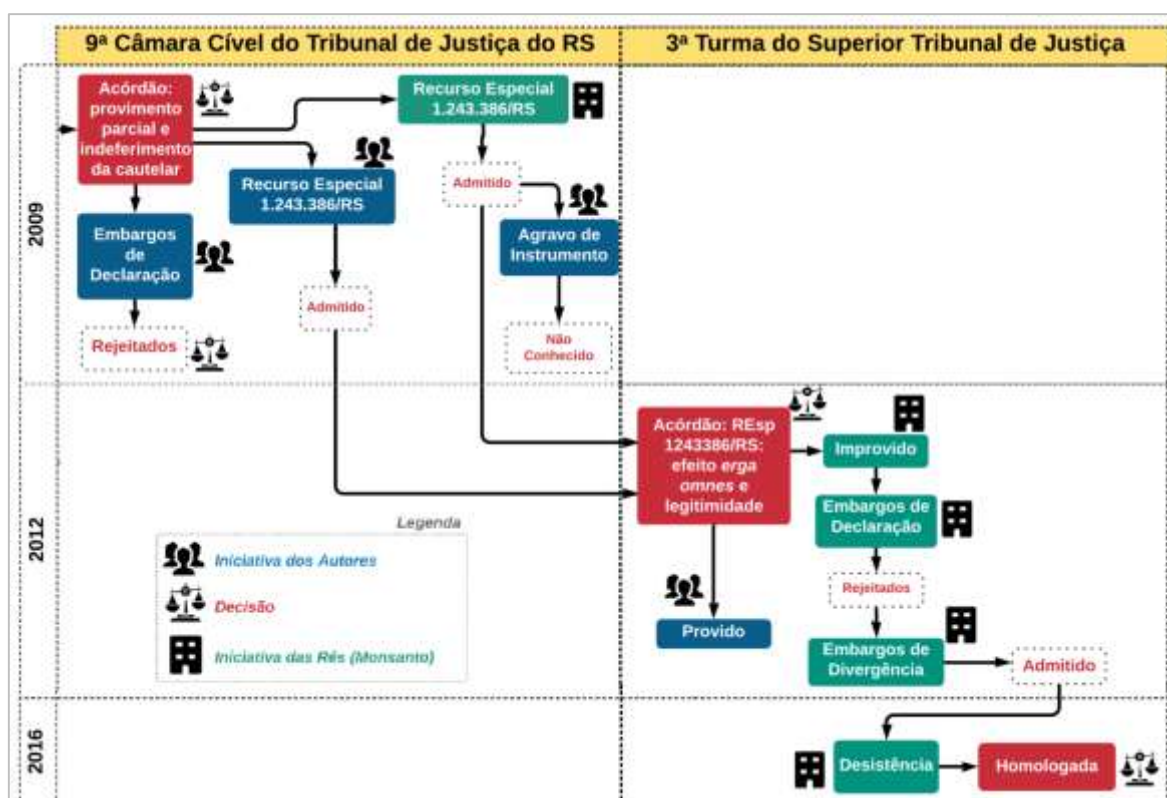 9ª Câmara Cível do Tribunal de Justiça do RS
3ª Turma do Superior Tribunal de Justiça
2009
Acórdão:
provimento
parcial e
indeferimento
da cautelar
Recurso Especial
1.243.386/RS
Recurso Especial
1.243.386/RS
Admitido
Embargos
de
Declaração
Agravo de
Instrumento
Admitido
Rejeitados
Não
Conhecido
2012
Acórdão: REsp
1243386/RS:
efeito erga
omnes e
legitimidade
Improvido
Embargos de
Declaração
Rejeitados
Provido
Embargos de
Divergência
Admitido
Legenda
Iniciativa dos Autores
Decisão
Iniciativa das Rés (Monsanto)
2016
Desistência
Homologada